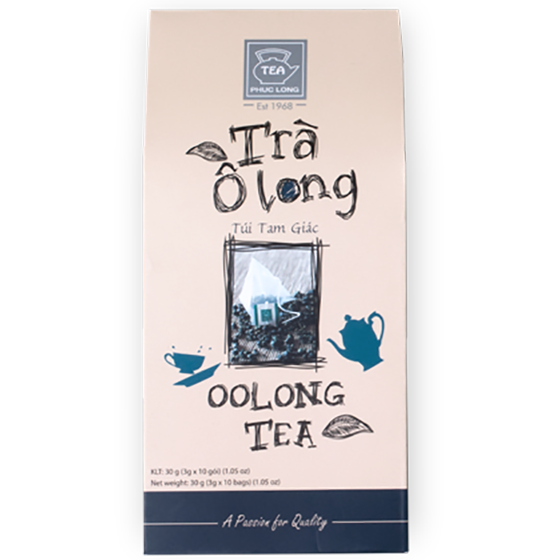 TEA
PHUC LONG
Est 1968
Trà
Ô long
Túi Tam Giác
OOLONG
TEA
KLT: 30 g (3g x 10 gói) (1.05 oz)
Net weight: 30 g (3g x 10 bags) (1.05 oz)
A Passion for Quality